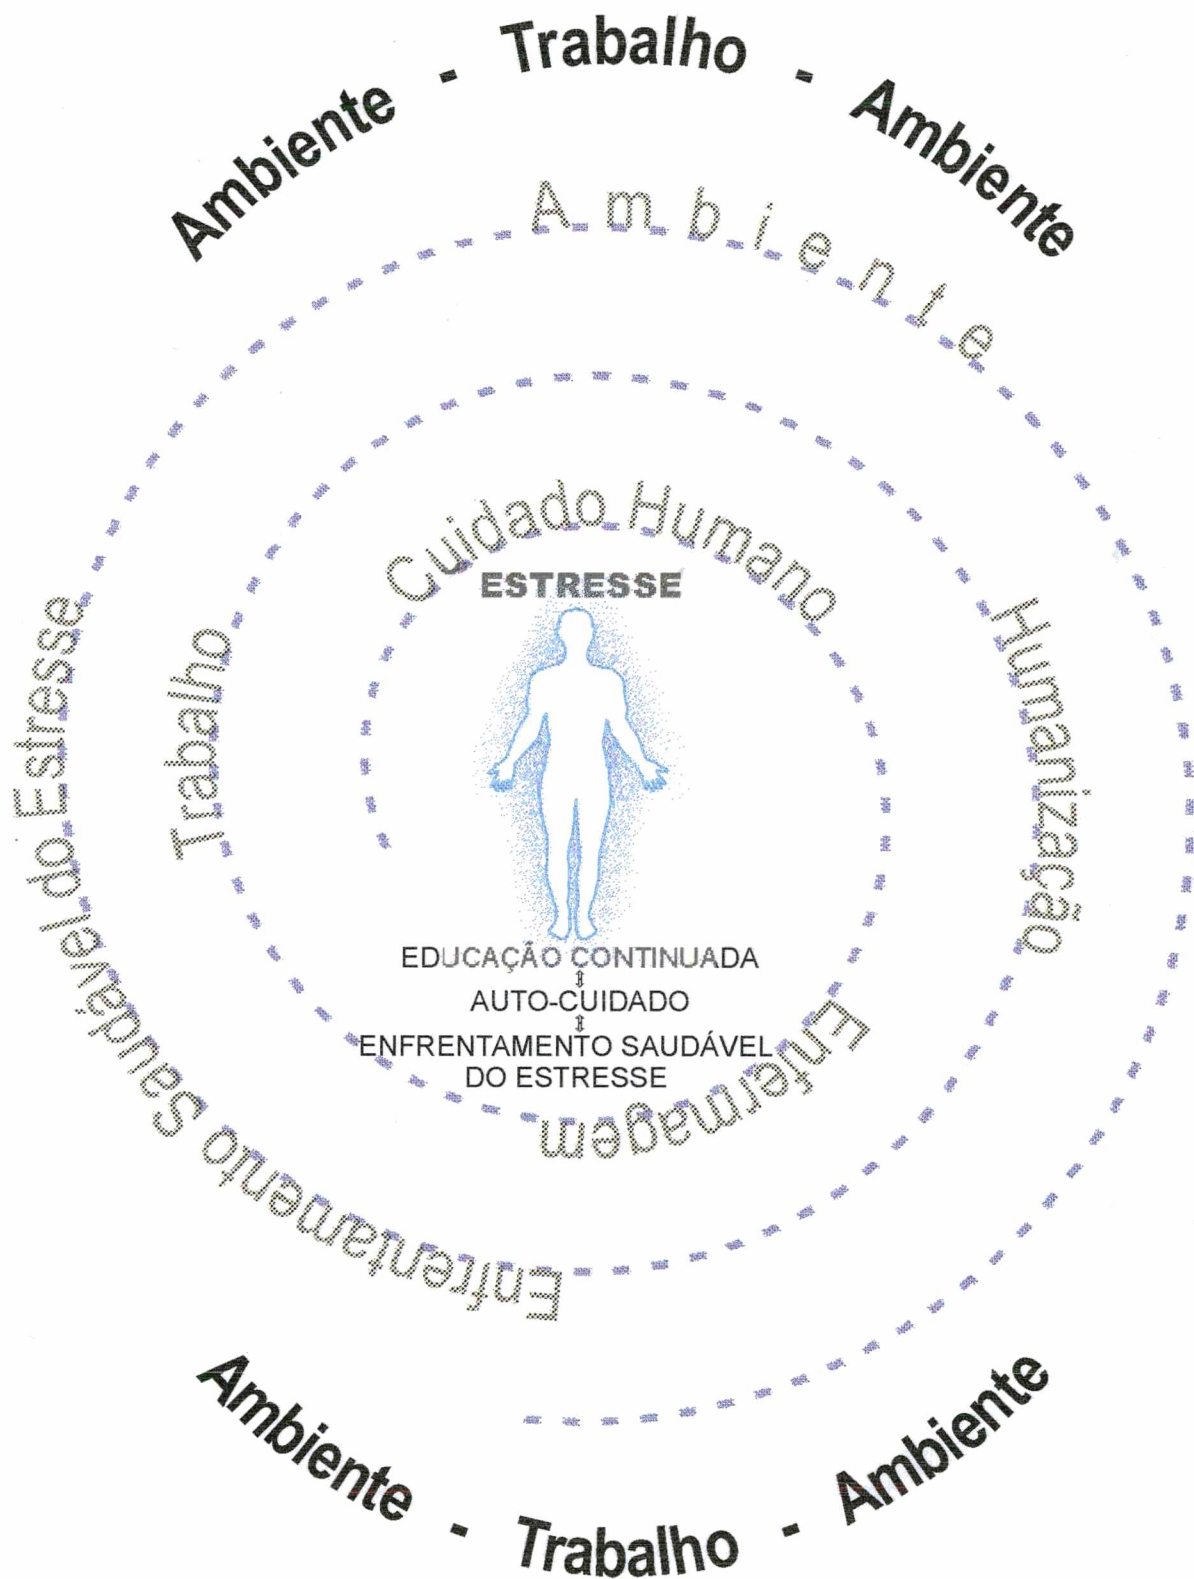 Ambiente - Trabalho - Ambiente
Ambiente
Cuidado Humano
ESTRESSE
Humanização
Trabalho
Enfrentamento Saudável do Estresse
EDUCAÇÃO CONTINUADA
⇕
AUTO-CUIDADO
⇕
ENFRENTAMENTO SAUDÁVEL
DO ESTRESSE
Enfermagem
Ambiente - Trabalho - Ambiente